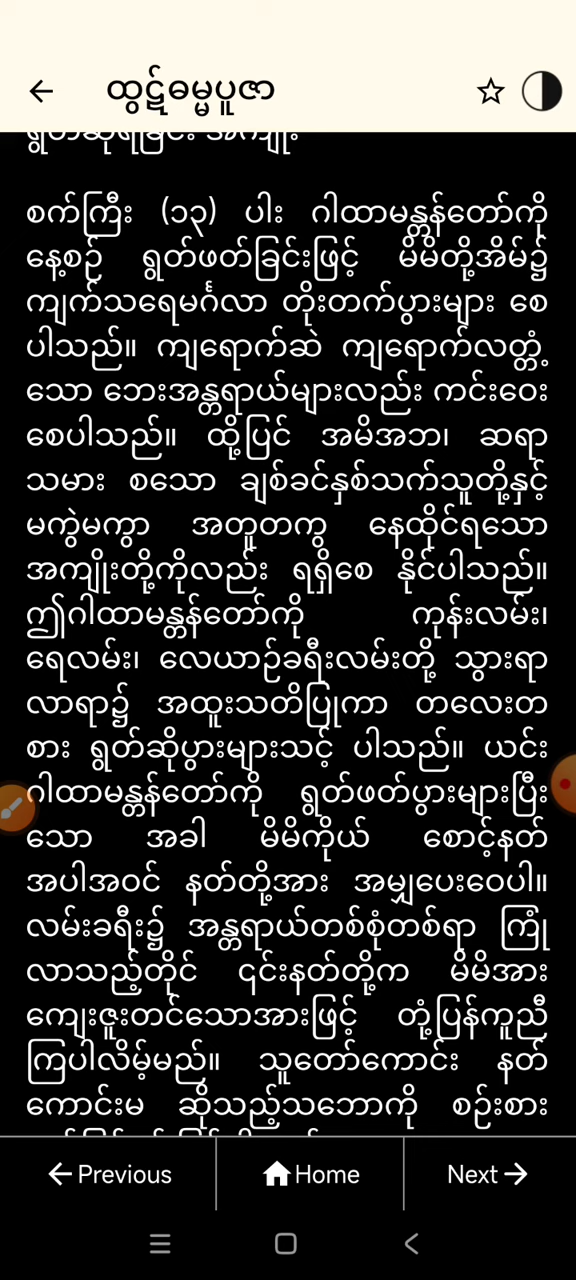 ထွဋ်ဓမ္မပူဇာ
ရွတ်ဆိုရခြင်း အကျိုး
စက်ကြီး (၁၃) ပါး ဂါထာမန္တန်တော်ကို
နေ့စဉ် ရွတ်ဖတ်ခြင်းဖြင့် မိမိတို့အိမ်၌
ကျက်သရေမင်္ဂလာ တိုးတက်ပွားများ စေ
ပါသည်။ ကျရောက်ဆဲ ကျရောက်လတ္တံ့
သော ဘေးအန္တရာယ်များလည်း ကင်းဝေး
စေပါသည်။ ထို့ပြင် အမိအဘ၊ ဆရာ
သမား စသော ချစ်ခင်နှစ်သက်သူတို့နှင့်
မကွဲမကွာ အတူတကွ နေထိုင်ရသော
အကျိုးတို့ကိုလည်း ရရှိစေ နိုင်ပါသည်။
ဤဂါထာမန္တန်တော်ကို ကုန်းလမ်း၊
ရေလမ်း၊ လေယာဉ်ခရီးလမ်းတို့ သွားရာ
လာရာ၌ အထူးသတိပြုကာ တလေးတ
စား ရွတ်ဆိုပွားများသင့် ပါသည်။ ယင်း
ဂါထာမန္တန်တော်ကို ရွတ်ဖတ်ပွားများပြီး
သော အခါ မိမိကိုယ် စောင့်နတ်
အပါအဝင် နတ်တို့အား အမျှပေးဝေပါ။
လမ်းခရီး၌ အန္တရာယ်တစ်စုံတစ်ရာ ကြုံ
လာသည့်တိုင် ၎င်းနတ်တို့က မိမိအား
ကျေးဇူးတင်သောအားဖြင့် တုံ့ပြန်ကူညီ
ကြပါလိမ့်မည်။ သူတော်ကောင်း နတ်
ကောင်းမ ဆိုသည့်သဘောကို စဉ်းစား
Previous Home Next